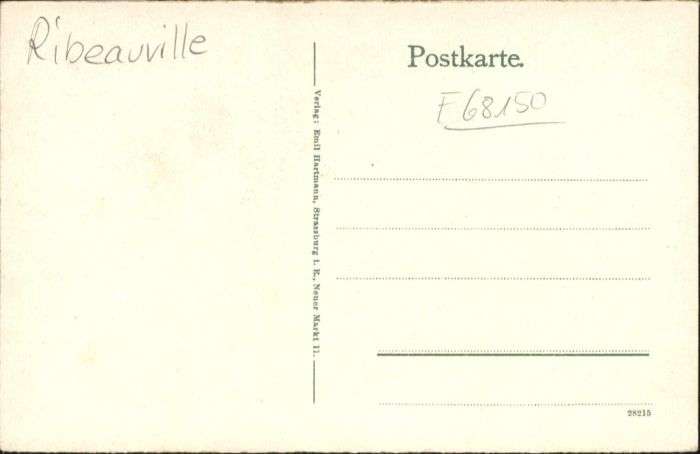 Ribeauville
Postkarte.
F68150
Verlag: Emil Hartmann, Strassburg i. E., Neuer Markt 11.
28215